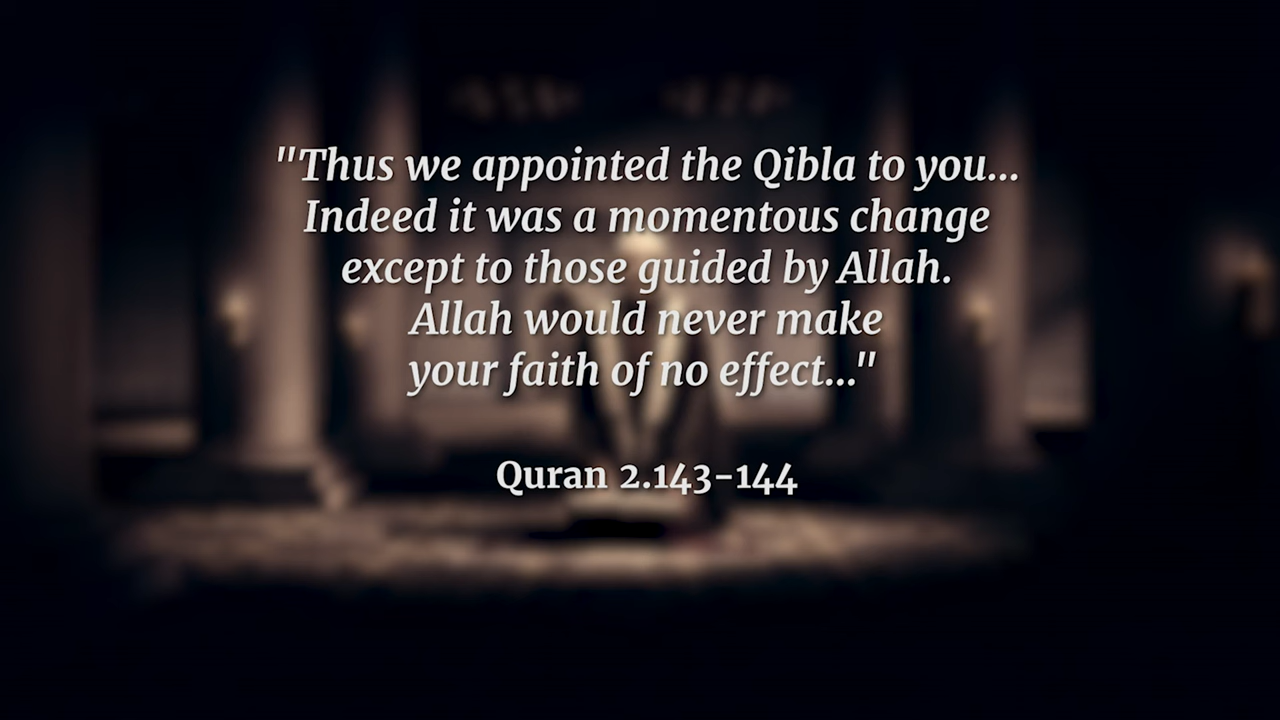 "Thus we appointed the Qibla to you...
Indeed it was a momentous change
except to those guided by Allah.
Allah would never make
your faith of no effect..."
Quran 2.143-144